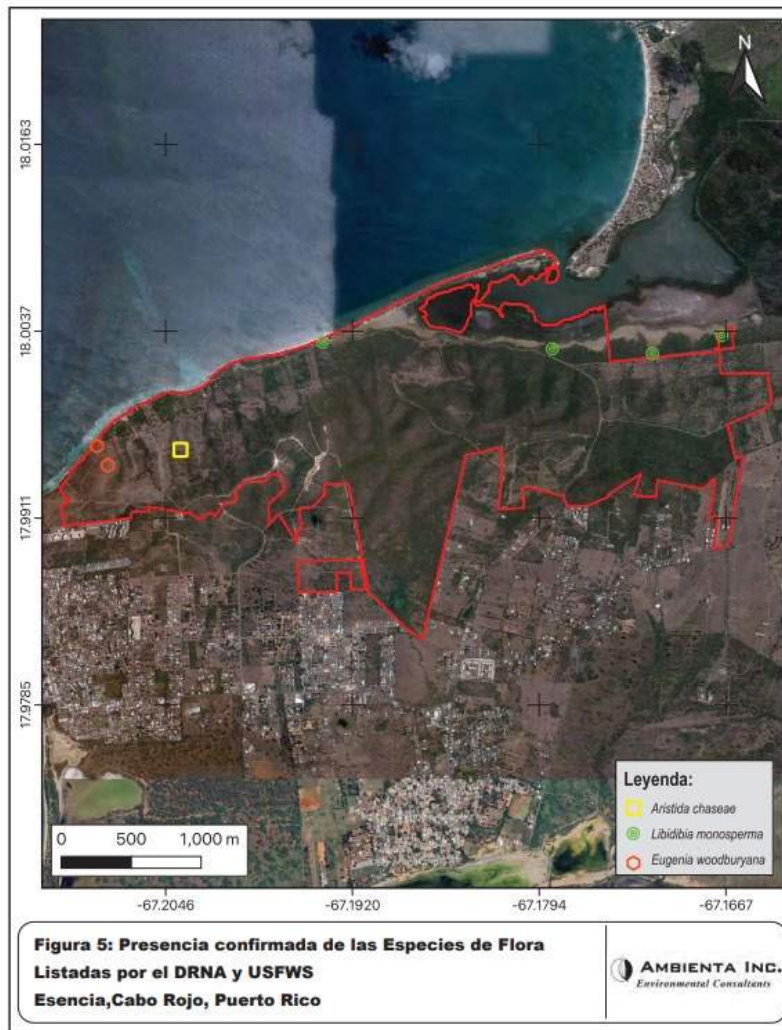 N
18.0163
18.0037
17.9911
17.9785
Leyenda:
Aristida chaseae
Libidibia monosperma
Eugenia woodburyana
0 500 1,000 m
-67.2046 -67.1920 -67.1794 -67.1667
Figura 5: Presencia confirmada de las Especies de Flora
Listadas por el DRNA y USFWS
Esencia,Cabo Rojo, Puerto Rico
AMBIENTA INC.
Environmental Consultants